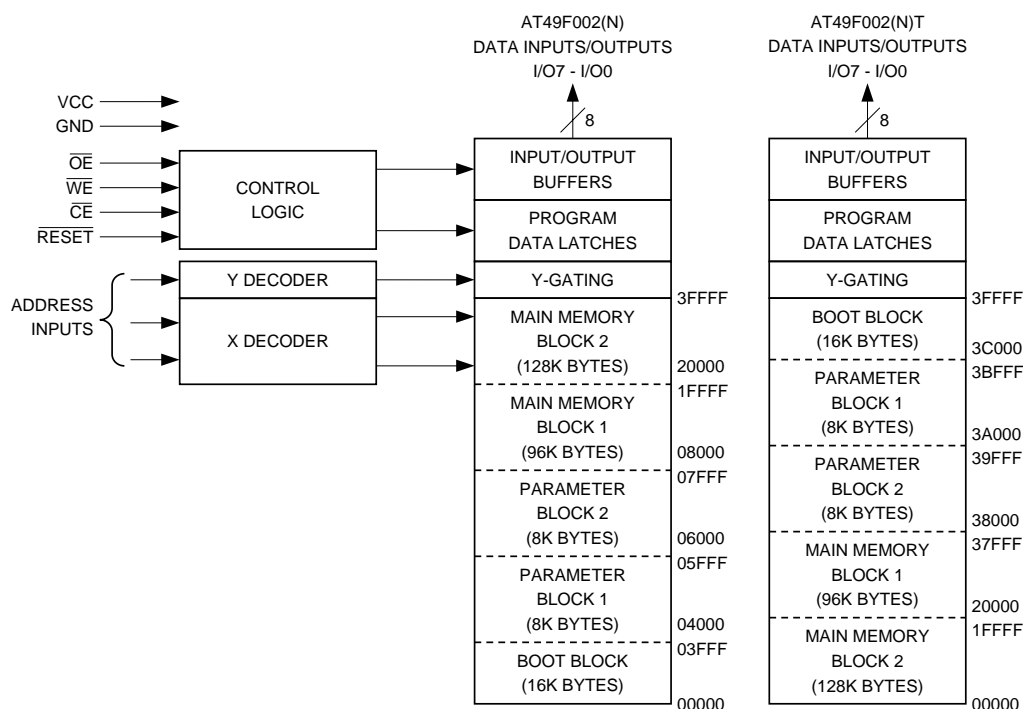 AT49F002(N)
DATA INPUTS/OUTPUTS
I/O7 - I/O0
8
AT49F002(N)T
DATA INPUTS/OUTPUTS
I/O7 - I/O0
8
VCC
GND
OE
WE
CE
RESET
ADDRESS
INPUTS
CONTROL
LOGIC
Y DECODER
X DECODER
INPUT/OUTPUT
BUFFERS
PROGRAM
DATA LATCHES
Y-GATING
3FFFF
MAIN MEMORY
BLOCK 2
(128K BYTES)
20000
1FFFF
MAIN MEMORY
BLOCK 1
(96K BYTES)
08000
07FFF
PARAMETER
BLOCK 2
(8K BYTES)
06000
05FFF
PARAMETER
BLOCK 1
(8K BYTES)
04000
03FFF
BOOT BLOCK
(16K BYTES)
00000
INPUT/OUTPUT
BUFFERS
PROGRAM
DATA LATCHES
Y-GATING
3FFFF
BOOT BLOCK
(16K BYTES)
3C000
3BFFF
PARAMETER
BLOCK 1
(8K BYTES)
3A000
39FFF
PARAMETER
BLOCK 2
(8K BYTES)
38000
37FFF
MAIN MEMORY
BLOCK 1
(96K BYTES)
20000
1FFFF
MAIN MEMORY
BLOCK 2
(128K BYTES)
00000